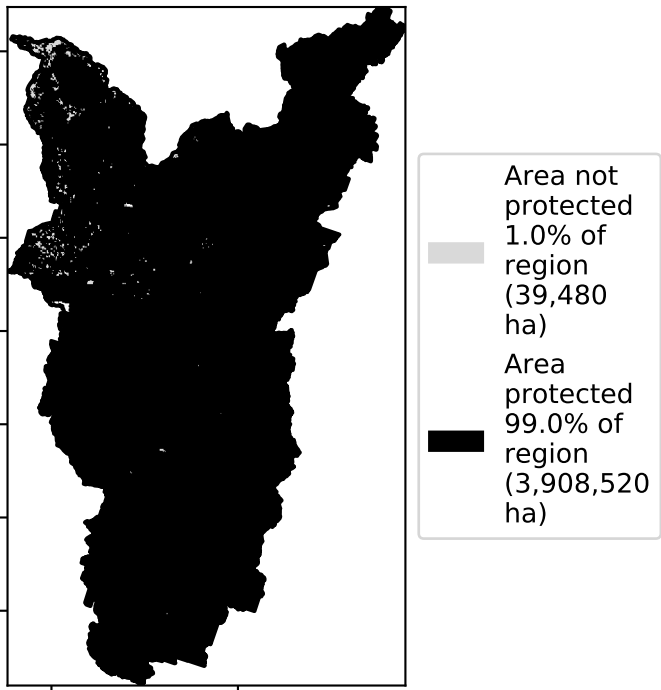 Area not
protected
1.0% of
region
(39,480
ha)
Area
protected
99.0% of
region
(3,908,520
ha)